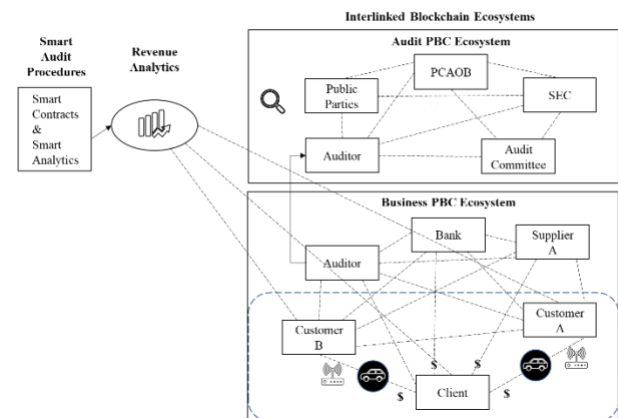 Interlinked Blockchain Ecosystems
Smart
Audit
Procedures
Revenue
Analytics
Smart
Contracts
&
Smart
Analytics
Audit PBC Ecosystem
PCAOB
Public
Parties
SEC
Auditor
Audit
Committee
Business PBC Ecosystem
Bank
Supplier
A
Auditor
Customer
B
Customer
A
$
$
$
Client
$